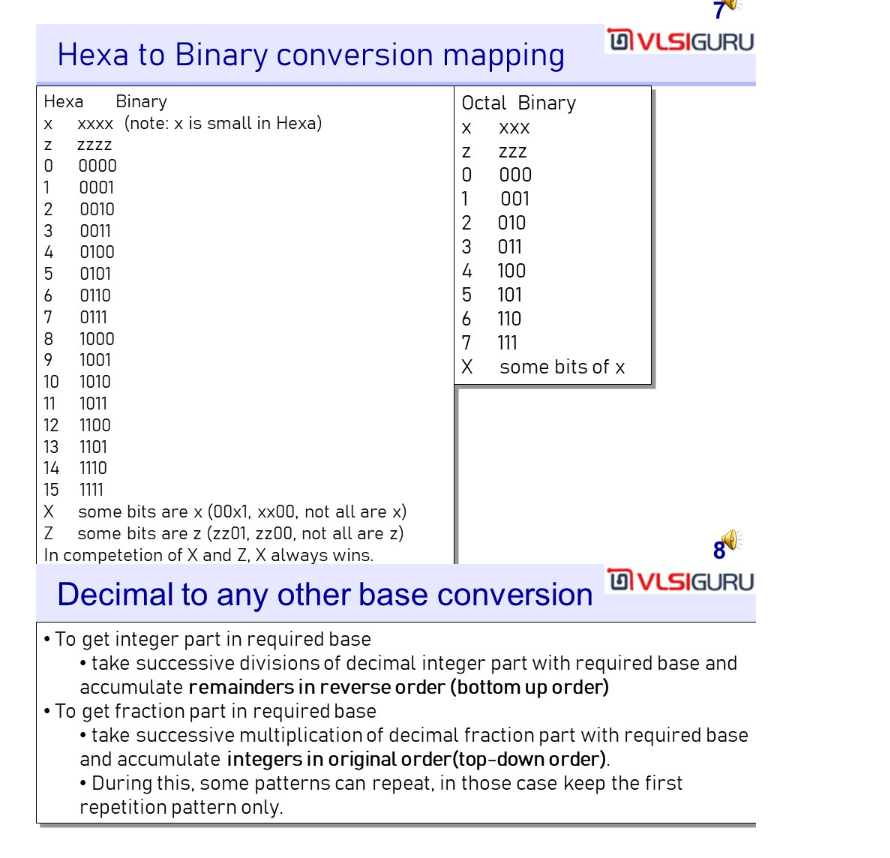 7
Hexa to Binary conversion mapping
VLSIGURU
Hexa Binary
x xxxx (note: x is small in Hexa)
z zzzz
0 0000
1 0001
2 0010
3 0011
4 0100
5 0101
6 0110
7 0111
8 1000
9 1001
10 1010
11 1011
12 1100
13 1101
14 1110
15 1111
X some bits are x (00x1, xx00, not all are x)
Z some bits are z (zz01, zz00, not all are z)
In competetion of X and Z, X always wins.
Octal Binary
x xxx
z zzz
0 000
1 001
2 010
3 011
4 100
5 101
6 110
7 111
X some bits of x
8
Decimal to any other base conversion
VLSIGURU
• To get integer part in required base
• take successive divisions of decimal integer part with required base and
accumulate remainders in reverse order (bottom up order)
• To get fraction part in required base
• take successive multiplication of decimal fraction part with required base
and accumulate integers in original order(top-down order).
• During this, some patterns can repeat, in those case keep the first
repetition pattern only.